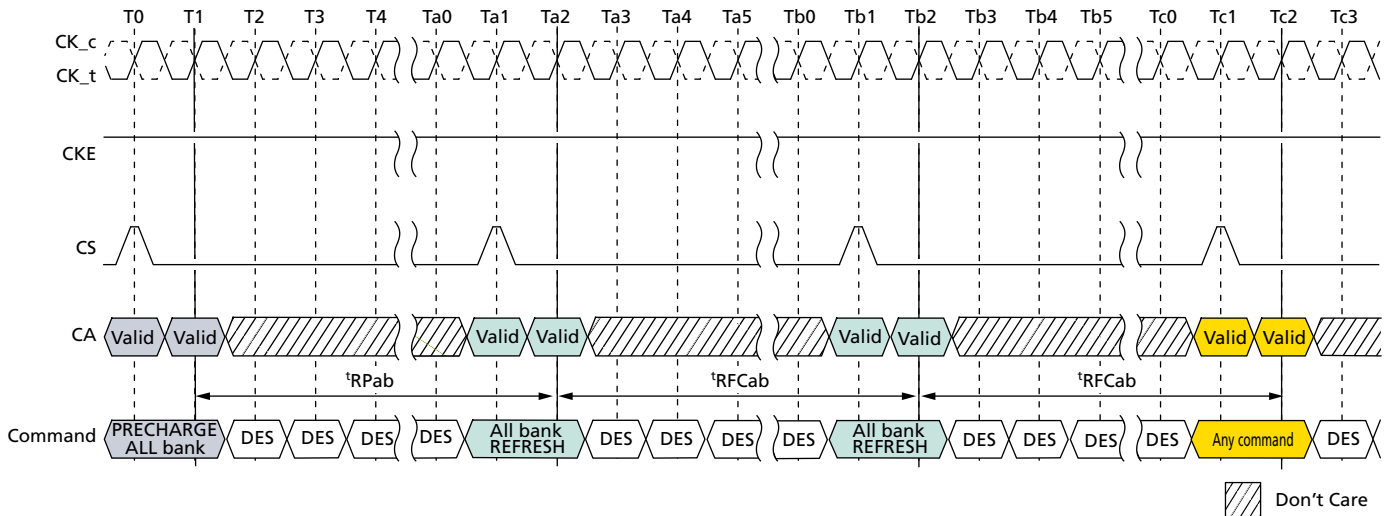 T0 T1 T2 T3 T4 Ta0 Ta1 Ta2 Ta3 Ta4 Ta5 Tb0 Tb1 Tb2 Tb3 Tb4 Tb5 Tc0 Tc1 Tc2 Tc3
CK_c
CK_t
CKE
CS
CA Valid Valid Valid Valid Valid Valid Valid Valid
tRPab tRFCab tRFCab
Command PRECHARGE ALL bank DES DES DES DES All bank REFRESH DES DES DES DES All bank REFRESH DES DES DES DES Any command DES
Don't Care